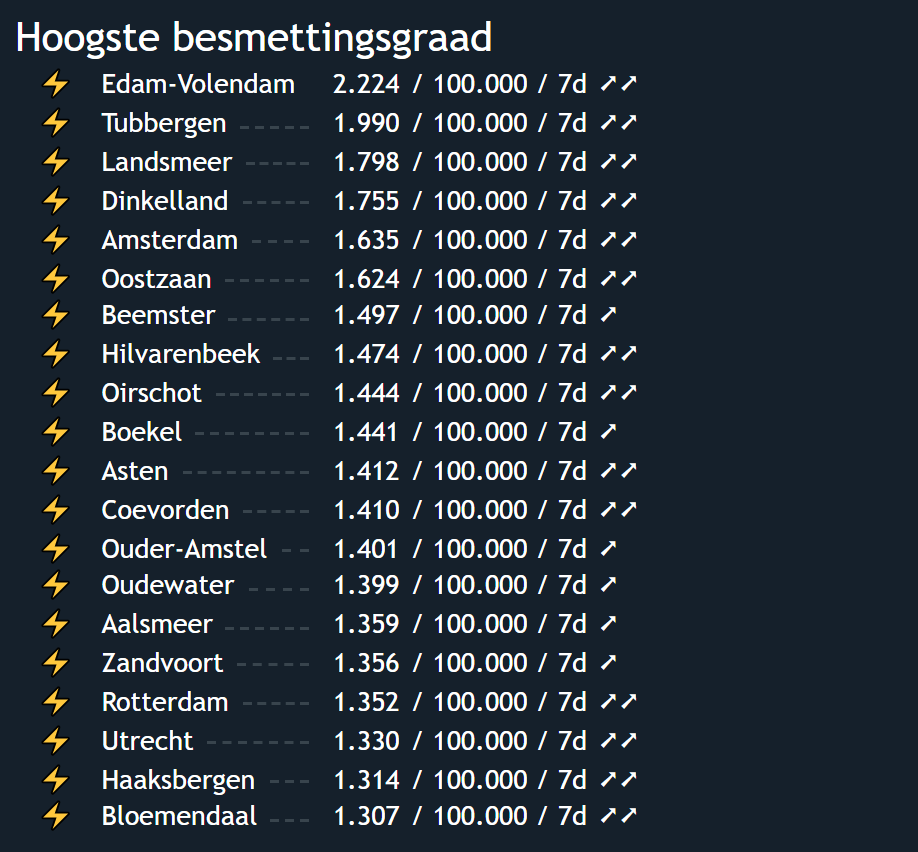 Hoogste besmettingsgraad
⚡ Edam-Volendam 2.224 / 100.000 / 7d ➚➚
⚡ Tubbergen ----- 1.990 / 100.000 / 7d ➚➚
⚡ Landsmeer ----- 1.798 / 100.000 / 7d ➚➚
⚡ Dinkelland ----- 1.755 / 100.000 / 7d ➚➚
⚡ Amsterdam ---- 1.635 / 100.000 / 7d ➚➚
⚡ Oostzaan ------ 1.624 / 100.000 / 7d ➚➚
⚡ Beemster ------ 1.497 / 100.000 / 7d ➚
⚡ Hilvarenbeek --- 1.474 / 100.000 / 7d ➚➚
⚡ Oirschot ------- 1.444 / 100.000 / 7d ➚➚
⚡ Boekel -------- 1.441 / 100.000 / 7d ➚
⚡ Asten --------- 1.412 / 100.000 / 7d ➚➚
⚡ Coevorden ----- 1.410 / 100.000 / 7d ➚➚
⚡ Ouder-Amstel -- 1.401 / 100.000 / 7d ➚
⚡ Oudewater ---- 1.399 / 100.000 / 7d ➚
⚡ Aalsmeer ------ 1.359 / 100.000 / 7d ➚
⚡ Zandvoort ----- 1.356 / 100.000 / 7d ➚
⚡ Rotterdam ----- 1.352 / 100.000 / 7d ➚➚
⚡ Utrecht ------- 1.330 / 100.000 / 7d ➚➚
⚡ Haaksbergen --- 1.314 / 100.000 / 7d ➚➚
⚡ Bloemendaal --- 1.307 / 100.000 / 7d ➚➚